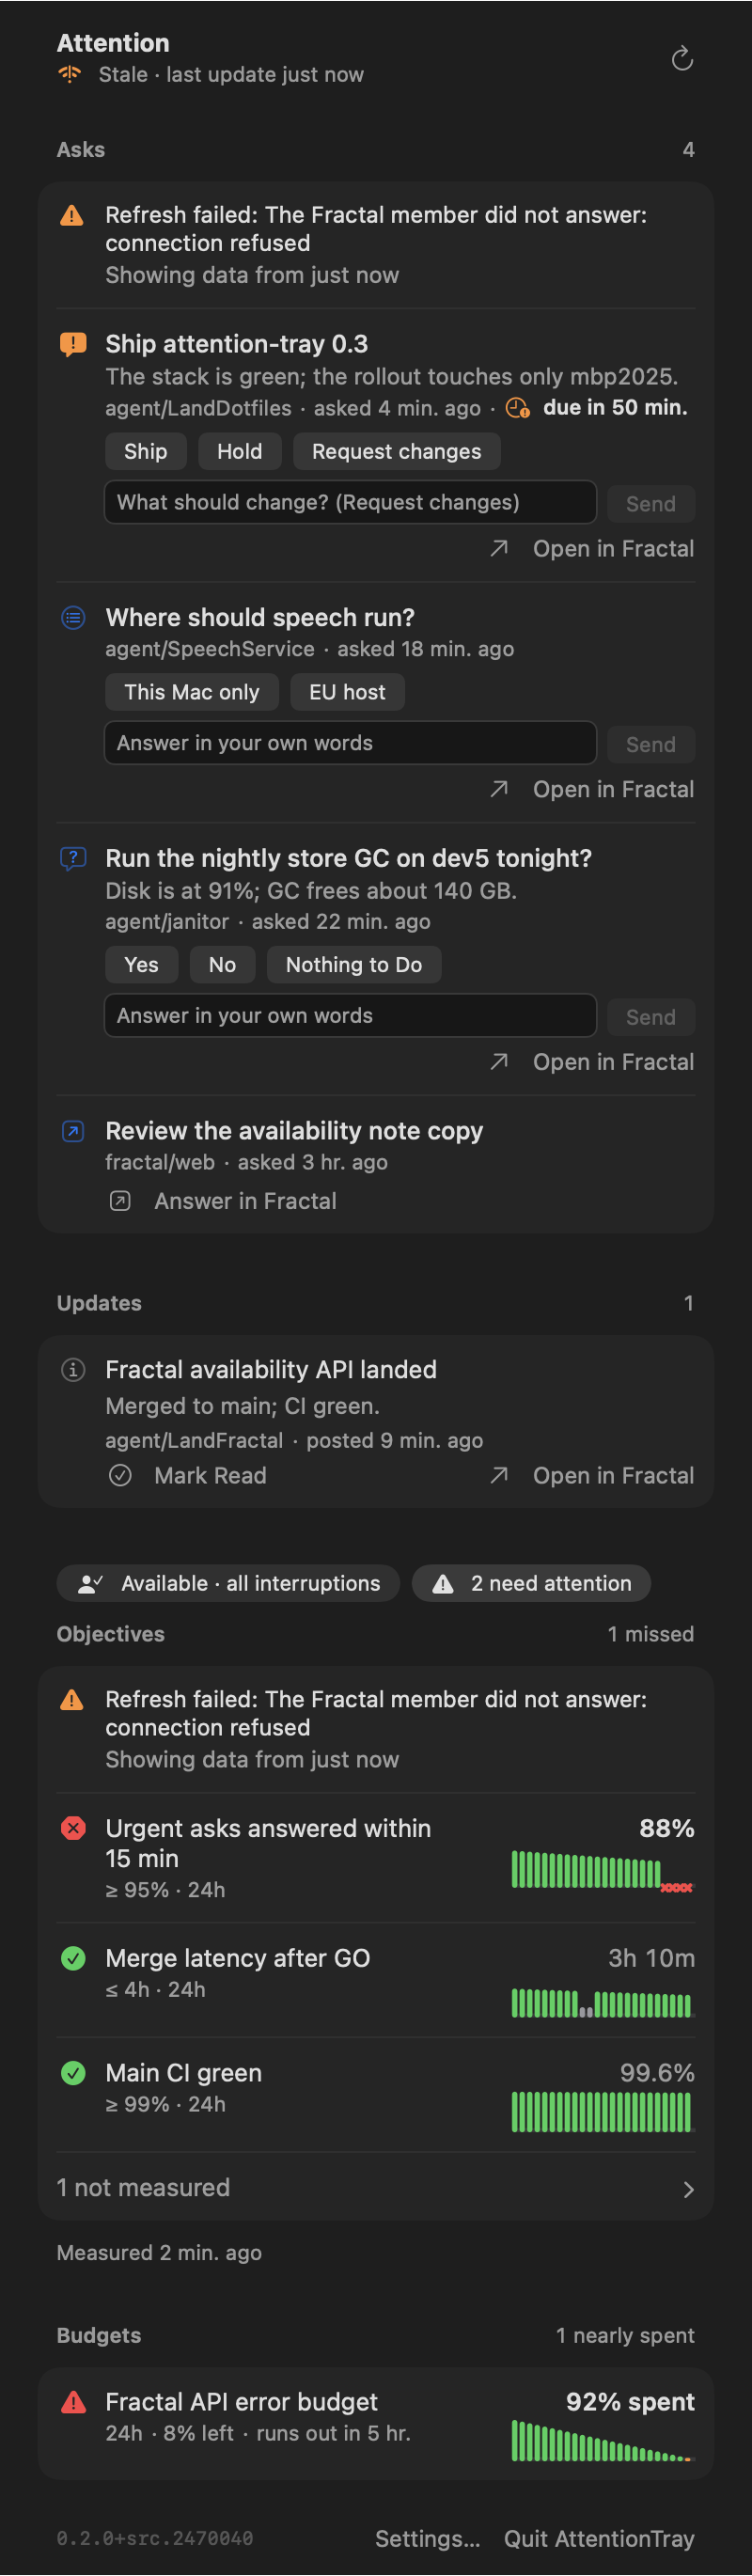 Attention
Stale · last update just now
Asks 4
Refresh failed: The Fractal member did not answer:
connection refused
Showing data from just now
Ship attention-tray 0.3
The stack is green; the rollout touches only mbp2025.
agent/LandDotfiles · asked 4 min. ago · due in 50 min.
Ship Hold Request changes
What should change? (Request changes) Send
Open in Fractal
Where should speech run?
agent/SpeechService · asked 18 min. ago
This Mac only EU host
Answer in your own words Send
Open in Fractal
Run the nightly store GC on dev5 tonight?
Disk is at 91%; GC frees about 140 GB.
agent/janitor · asked 22 min. ago
Yes No Nothing to Do
Answer in your own words Send
Open in Fractal
Review the availability note copy
fractal/web · asked 3 hr. ago
Answer in Fractal
Updates 1
Fractal availability API landed
Merged to main; CI green.
agent/LandFractal · posted 9 min. ago
Mark Read Open in Fractal
Available · all interruptions 2 need attention
Objectives 1 missed
Refresh failed: The Fractal member did not answer:
connection refused
Showing data from just now
Urgent asks answered within 88%
15 min
≥ 95% · 24h
Merge latency after GO 3h 10m
≤ 4h · 24h
Main CI green 99.6%
≥ 99% · 24h
1 not measured
Measured 2 min. ago
Budgets 1 nearly spent
Fractal API error budget 92% spent
24h · 8% left · runs out in 5 hr.
0.2.0+src.2470040 Settings... Quit AttentionTray